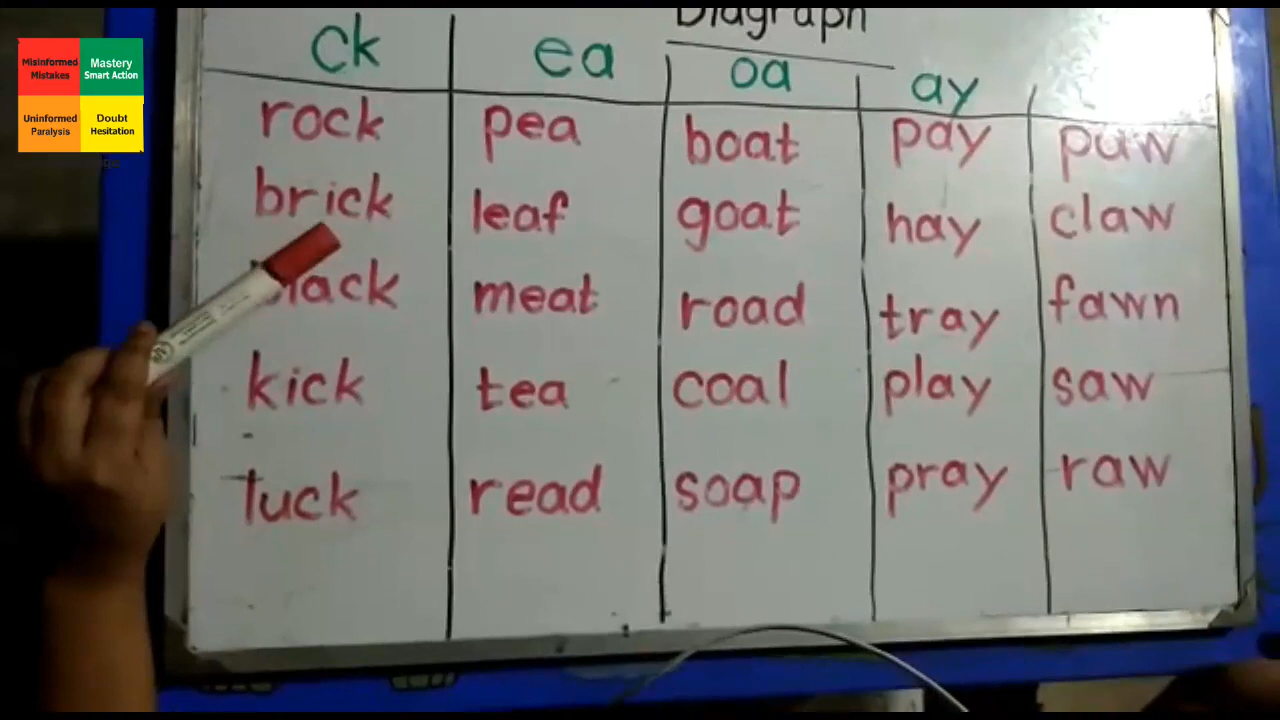 Misinformed Mastery
Mistakes Smart Action
Uninformed Doubt
Paralysis Hesitation
Diagraph
ck ea oa ay
rock pea boat pay paw
brick leaf goat hay claw
meat road tray fawn
kick tea coal play saw
read soap pray raw